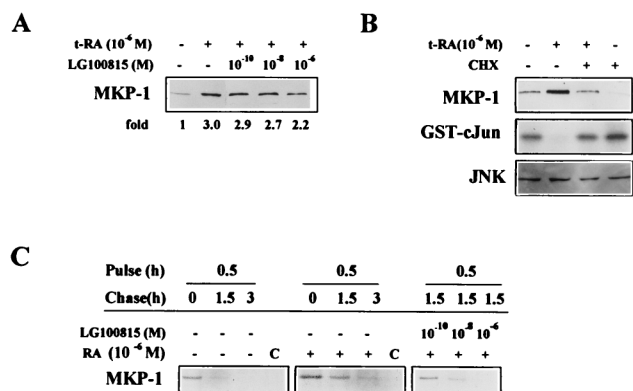 A
t-RA (10⁻⁶ M) - + + + +
LG100815 (M) - - 10⁻¹⁰ 10⁻⁸ 10⁻⁶
MKP-1
fold 1 3.0 2.9 2.7 2.2
B
t-RA(10⁻⁶ M) - + + -
CHX - - + +
MKP-1
GST-cJun
JNK
C
Pulse (h) 0.5 0.5 0.5
Chase(h) 0 1.5 3 0 1.5 3 1.5 1.5 1.5
LG100815 (M) - - - - - - 10⁻¹⁰ 10⁻⁸ 10⁻⁶
RA (10⁻⁶ M) - - - C + + + C + + +
MKP-1